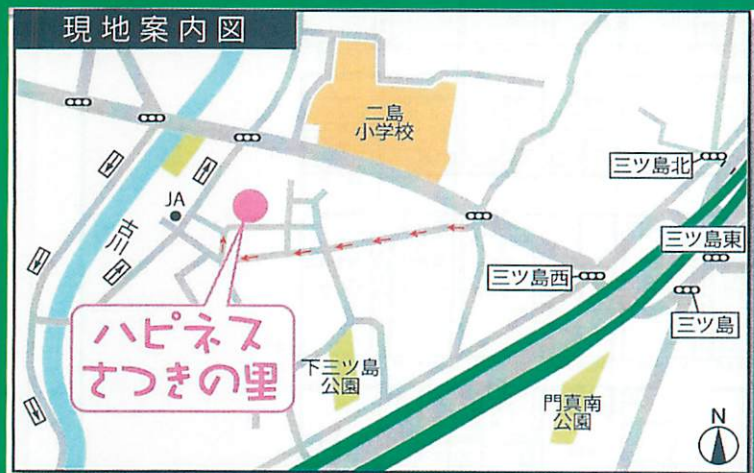 現地案内図
二島
小学校
三ツ島北
JA
古川
三ツ島東
三ツ島西
三ツ島
ハピネス
さつきの里
下三ツ島
公園
門真南
公園
N